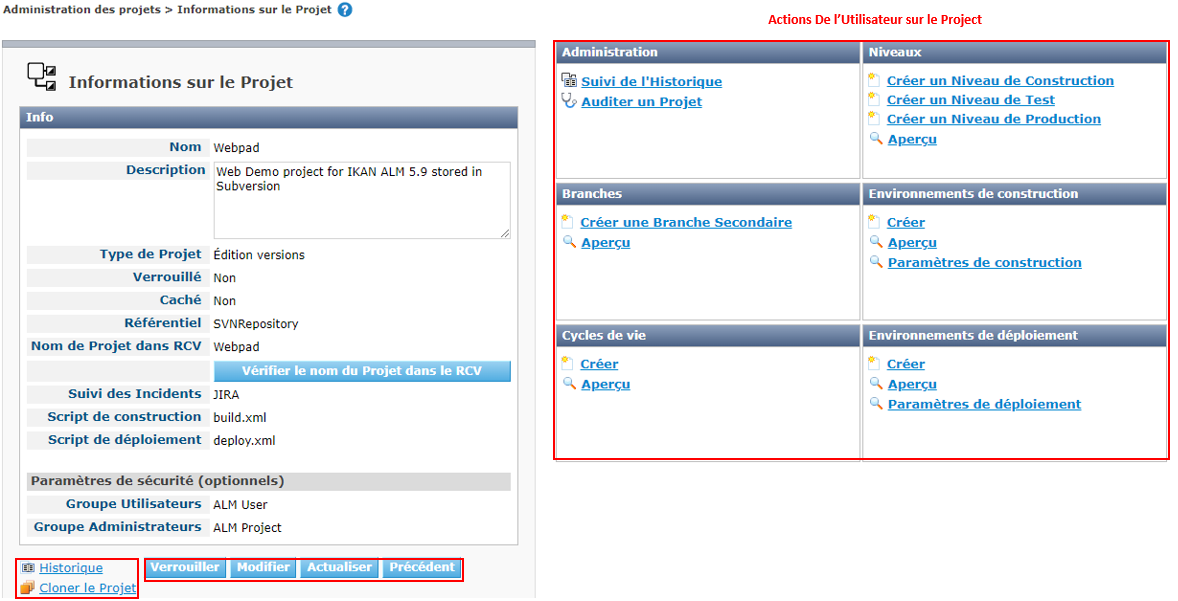 Administration des projets > Informations sur le Projet ?
Actions De l’Utilisateur sur le Project
Informations sur le Projet
Info
Nom Webpad
Description Web Demo project for IKAN ALM 5.9 stored in
Subversion
Type de Projet Édition versions
Verrouillé Non
Caché Non
Référentiel SVNRepository
Nom de Projet dans RCV Webpad
Vérifier le nom du Projet dans le RCV
Suivi des Incidents JIRA
Script de construction build.xml
Script de déploiement deploy.xml
Paramètres de sécurité (optionnels)
Groupe Utilisateurs ALM User
Groupe Administrateurs ALM Project
Historique
Cloner le Projet
Verrouiller Modifier Actualiser Précédent
Administration
Suivi de l'Historique
Auditer un Projet
Niveaux
Créer un Niveau de Construction
Créer un Niveau de Test
Créer un Niveau de Production
Aperçu
Branches
Créer une Branche Secondaire
Aperçu
Environnements de construction
Créer
Aperçu
Paramètres de construction
Cycles de vie
Créer
Aperçu
Environnements de déploiement
Créer
Aperçu
Paramètres de déploiement